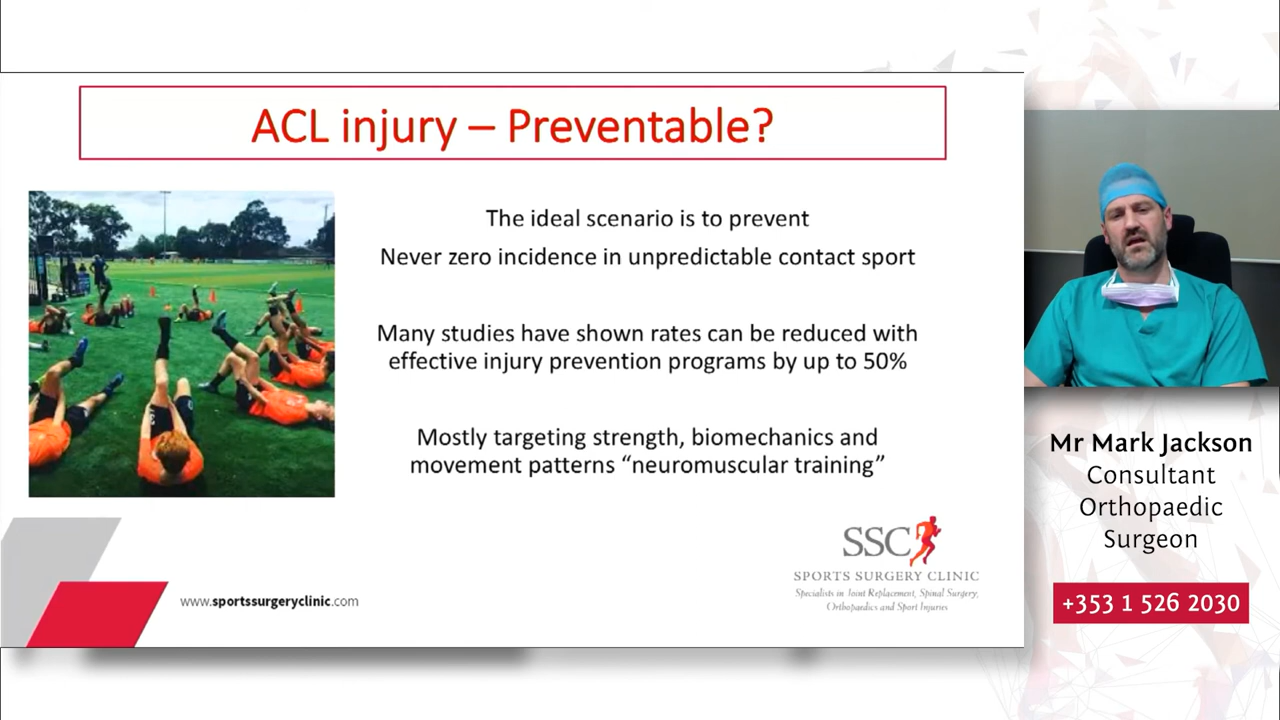 ACL injury – Preventable?
The ideal scenario is to prevent
Never zero incidence in unpredictable contact sport
Many studies have shown rates can be reduced with
effective injury prevention programs by up to 50%
Mostly targeting strength, biomechanics and
movement patterns “neuromuscular training”
SSC
SPORTS SURGERY CLINIC
Specialists in Joint Replacement, Spinal Surgery,
Orthopaedics and Sport Injuries
www.sportssurgeryclinic.com
Mr Mark Jackson
Consultant
Orthopaedic
Surgeon
+353 1 526 2030